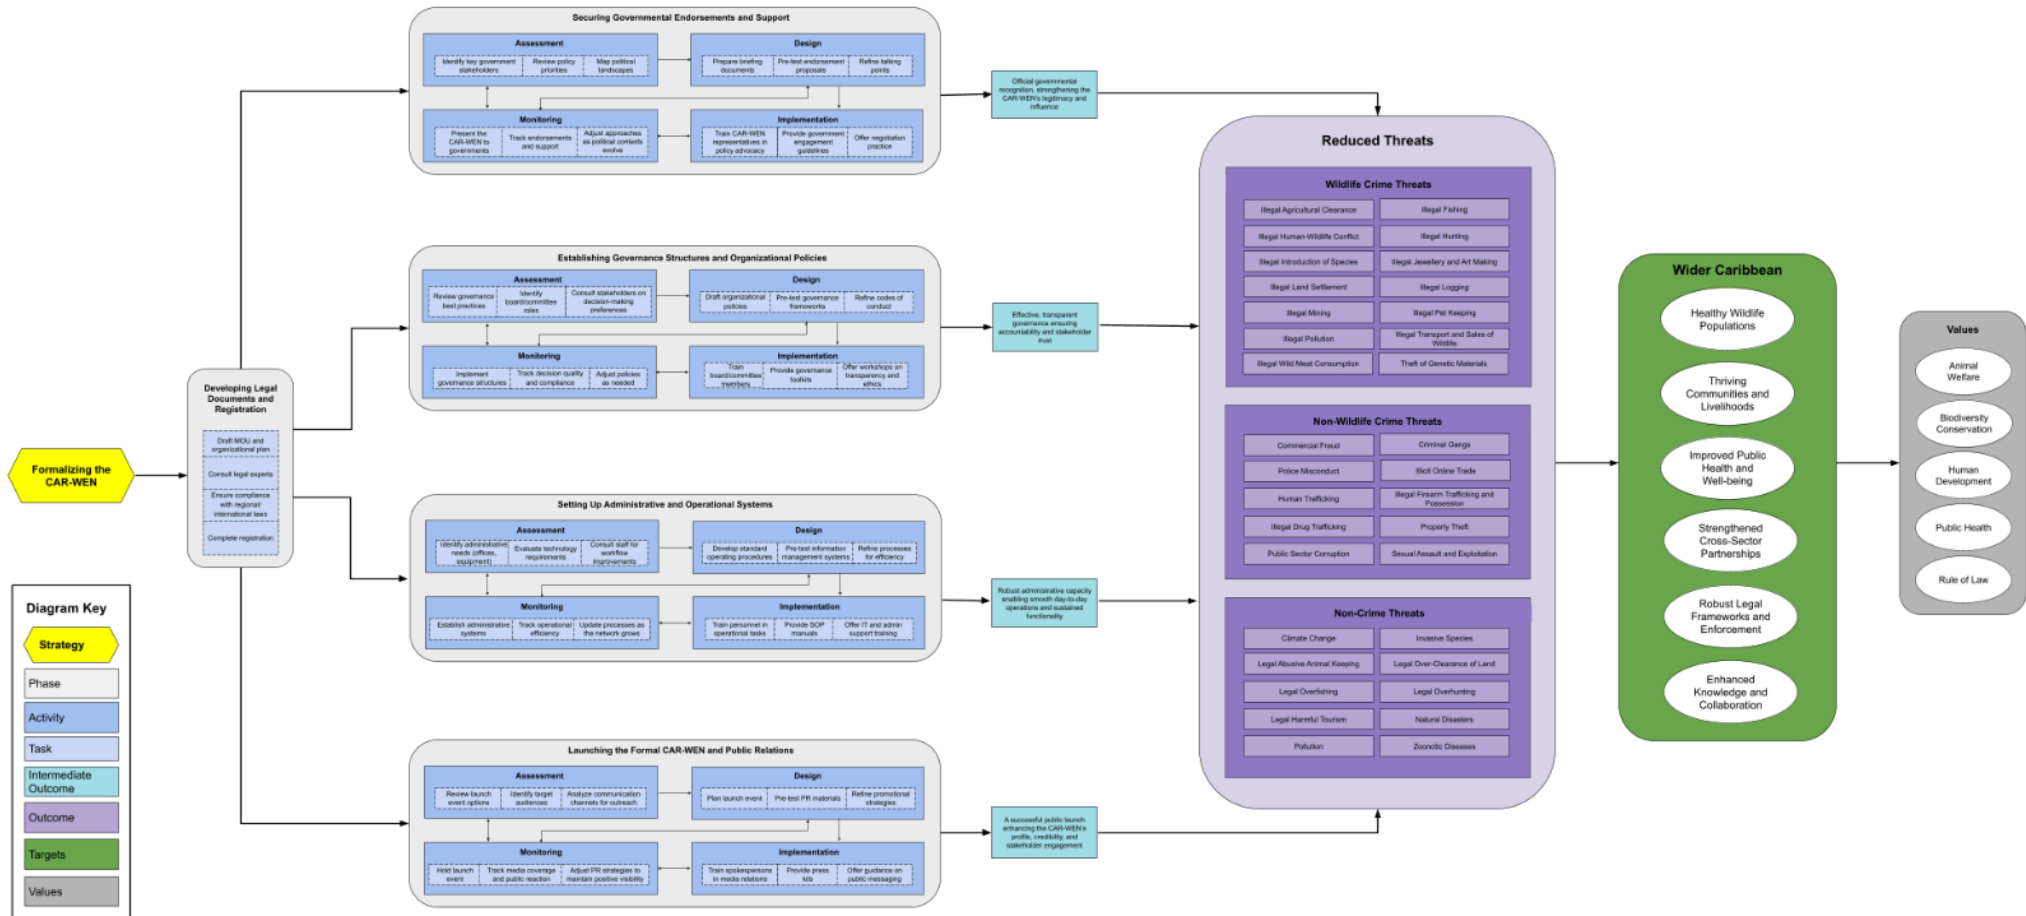 Formalizing the
CAR-WEN
Developing Legal
Documents and
Registration
Draft MOU and
organizational plan
Consult legal experts
Ensure compliance
with regional/
international laws
Complete registration
Securing Governmental Endorsements and Support
Assessment
Identify key government
stakeholders
Review policy
priorities
Map political
landscapes
Design
Prepare briefing
documents
Pre-test endorsement
proposals
Refine talking
points
Monitoring
Present the
CAR-WEN to
governments
Track endorsements
and support
Adjust approaches
as political contexts
evolve
Implementation
Train CAR-WEN
representatives in
policy advocacy
Provide government
engagement
guidelines
Offer negotiation
practice
Establishing Governance Structures and Organizational Policies
Assessment
Review governance
best practices
Identify
board/committee
roles
Consult stakeholders on
decision-making
preferences
Design
Draft organizational
policies
Pre-test governance
frameworks
Refine codes of
conduct
Monitoring
Implement
governance structures
Track decision quality
and compliance
Adjust policies
as needed
Implementation
Train
board/committee
members
Provide governance
toolkits
Offer workshops on
transparency and
ethics
Setting Up Administrative and Operational Systems
Assessment
Identify administrative
needs (offices,
equipment)
Evaluate technology
requirements
Consult staff for
workflow
improvements
Design
Develop standard
operating procedures
Pre-test information
management systems
Refine processes
for efficiency
Monitoring
Establish administrative
systems
Track operational
efficiency
Update processes as
the network grows
Implementation
Train personnel in
operational tasks
Provide SOP
manuals
Offer IT and admin
support training
Launching the Formal CAR-WEN and Public Relations
Assessment
Review launch
event options
Identify target
audiences
Analyze communication
channels for outreach
Design
Plan launch event
Pre-test PR materials
Refine promotional
strategies
Monitoring
Hold launch
event
Track media coverage
and public reaction
Adjust PR strategies to
maintain positive visibility
Implementation
Train spokespersons
in media relations
Provide press
kits
Offer guidance on
public messaging
Official governmental
recognition, strengthening the
CAR-WEN's legitimacy and
influence
Effective, transparent
governance ensuring
accountability and stakeholder
trust
Robust administrative capacity
enabling smooth day-to-day
operations and sustained
functionality
A successful public launch
enhancing the CAR-WEN's
profile, credibility, and
stakeholder engagement
Reduced Threats
Wildlife Crime Threats
Illegal Agricultural Clearance
Illegal Fishing
Illegal Human-Wildlife Conflict
Illegal Hunting
Illegal Introduction of Species
Illegal Jewellery and Art Making
Illegal Land Settlement
Illegal Logging
Illegal Mining
Illegal Pet Keeping
Illegal Pollution
Illegal Transport and Sales of
Wildlife
Illegal Wild Meat Consumption
Theft of Genetic Materials
Non-Wildlife Crime Threats
Commercial Fraud
Criminal Gangs
Police Misconduct
Illicit Online Trade
Human Trafficking
Illegal Firearm Trafficking and
Possession
Illegal Drug Trafficking
Property Theft
Public Sector Corruption
Sexual Assault and Exploitation
Non-Crime Threats
Climate Change
Invasive Species
Legal Abusive Animal Keeping
Legal Over-Clearance of Land
Legal Overfishing
Legal Overhunting
Legal Harmful Tourism
Natural Disasters
Pollution
Zoonotic Diseases
Wider Caribbean
Healthy Wildlife
Populations
Thriving
Communities and
Livelihoods
Improved Public
Health and
Well-being
Strengthened
Cross-Sector
Partnerships
Robust Legal
Frameworks and
Enforcement
Enhanced
Knowledge and
Collaboration
Values
Animal
Welfare
Biodiversity
Conservation
Human
Development
Public Health
Rule of Law
Diagram Key
Strategy
Phase
Activity
Task
Intermediate
Outcome
Outcome
Targets
Values